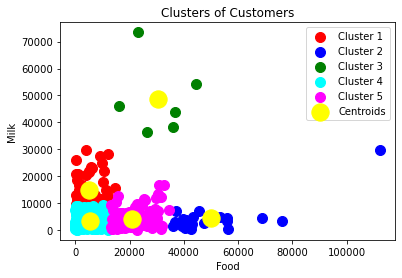 Clusters of Customers
Cluster 1
Cluster 2
Cluster 3
Cluster 4
Cluster 5
Centroids
Milk
70000
60000
50000
40000
30000
20000
10000
0
0
20000
40000
60000
80000
100000
Food